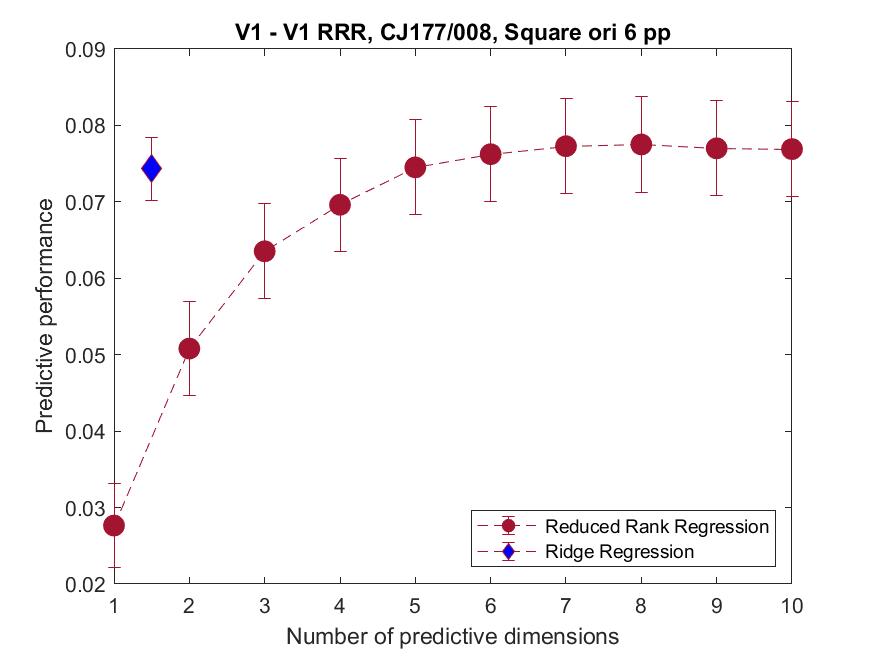 V1 - V1 RRR, CJ177/008, Square ori 6 pp
0.09
0.08
0.07
0.06
0.05
0.04
0.03
0.02
Predictive performance
1 2 3 4 5 6 7 8 9 10
Number of predictive dimensions
Reduced Rank Regression
Ridge Regression